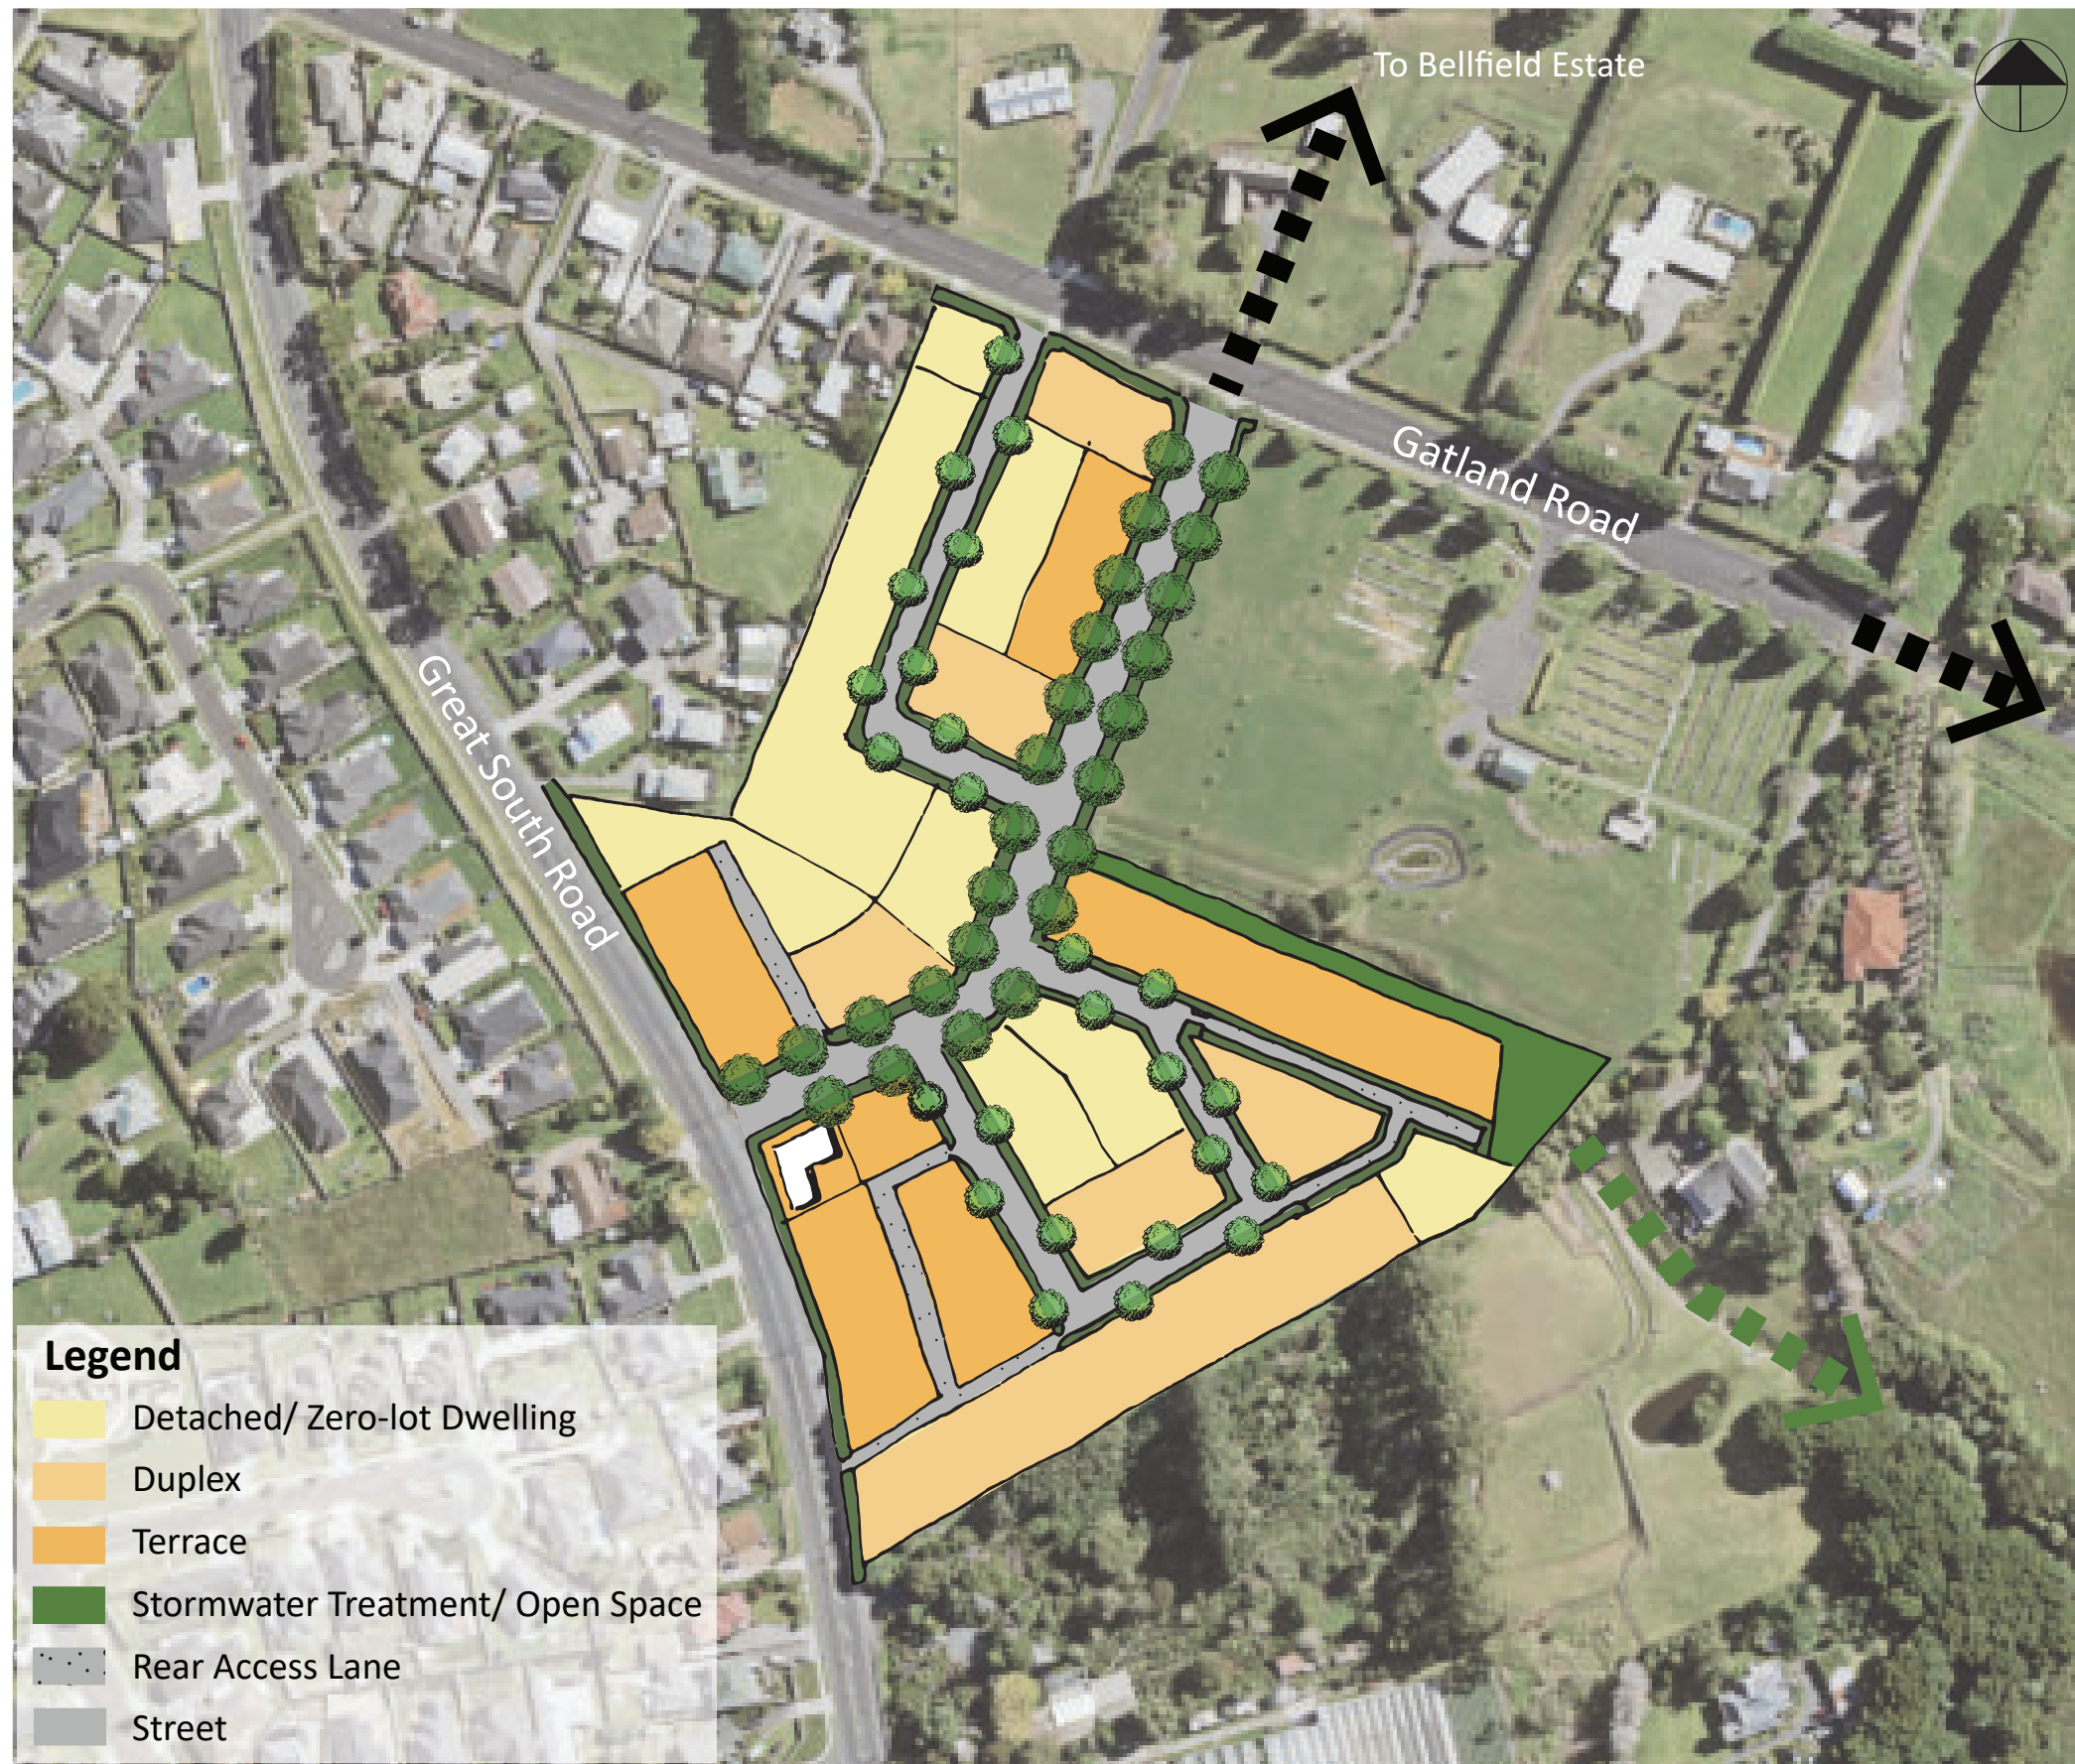 To Bellfield Estate
Gatland Road
Great South Road
Legend
Detached/ Zero-lot Dwelling
Duplex
Terrace
Stormwater Treatment/ Open Space
Rear Access Lane
Street